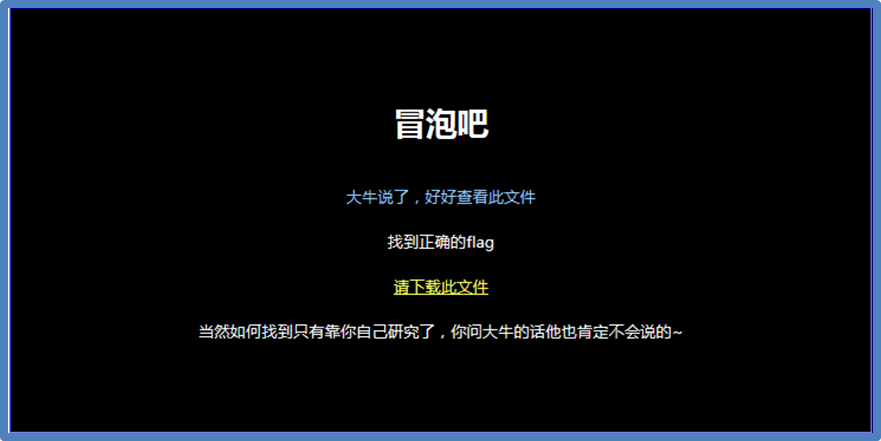 冒泡吧
大牛说了，好好查看此文件
找到正确的flag
请下载此文件
当然如何找到只有靠你自己研究了，你问大牛的话他也肯定不会说的~